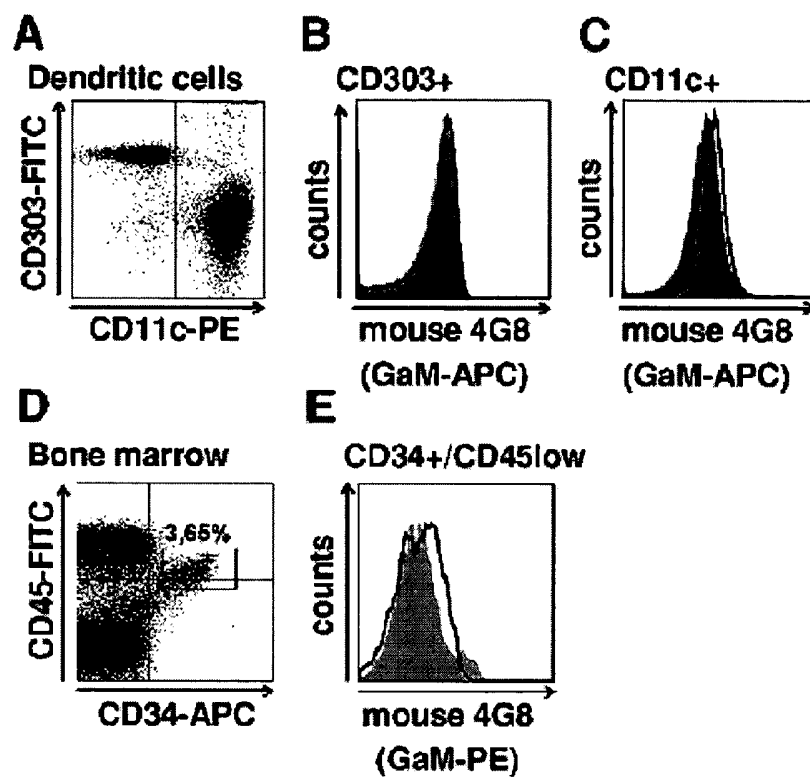 A
Dendritic cells
CD303-FITC
CD11c-PE
B
CD303+
counts
mouse 4G8
(GaM-APC)
C
CD11c+
counts
mouse 4G8
(GaM-APC)
D
Bone marrow
3,65%
CD45-FITC
CD34-APC
E
CD34+/CD45low
counts
mouse 4G8
(GaM-PE)